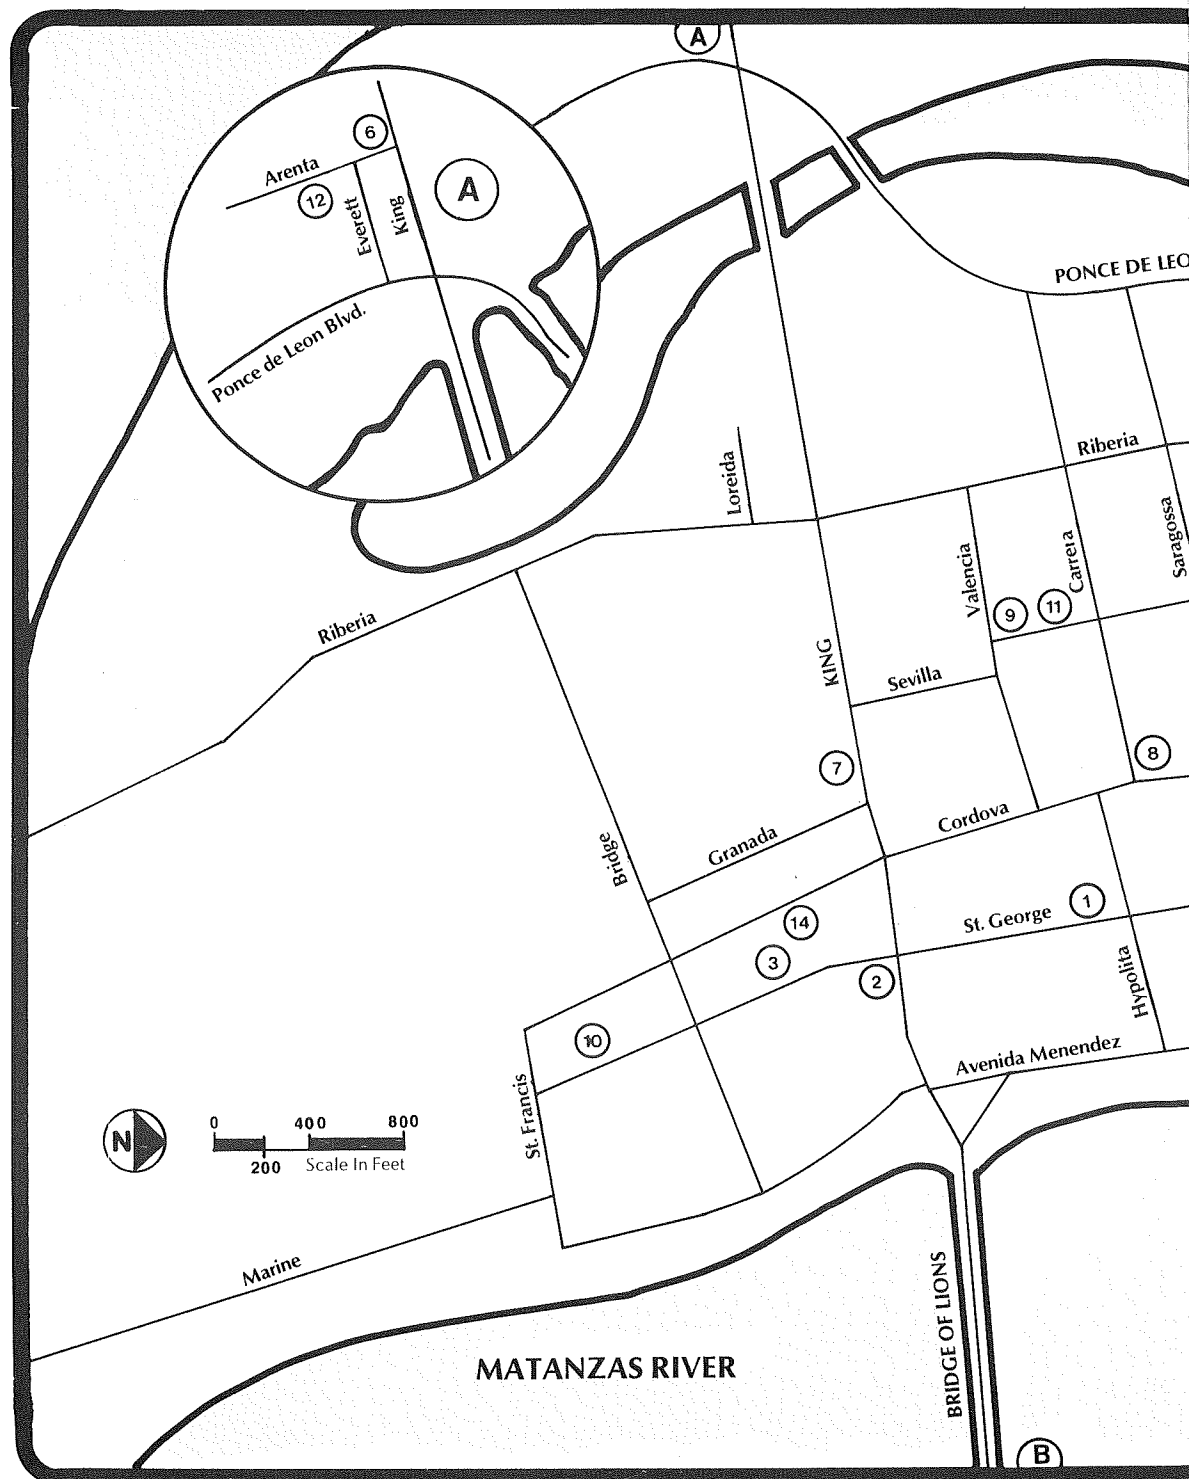 A
6
Arenta
12
Everett
King
A
Ponce de Leon Blvd.
PONCE DE LEO
Riberia
Loreida
Saragossa
Valencia
Carrera
9
11
Riberia
KING
Sevilla
7
8
Cordova
Granada
Bridge
1
14
St. George
3
2
Hypolita
10
Avenida Menendez
St. Francis
N
0
400
800
200
Scale In Feet
Marine
BRIDGE OF LIONS
MATANZAS RIVER
B